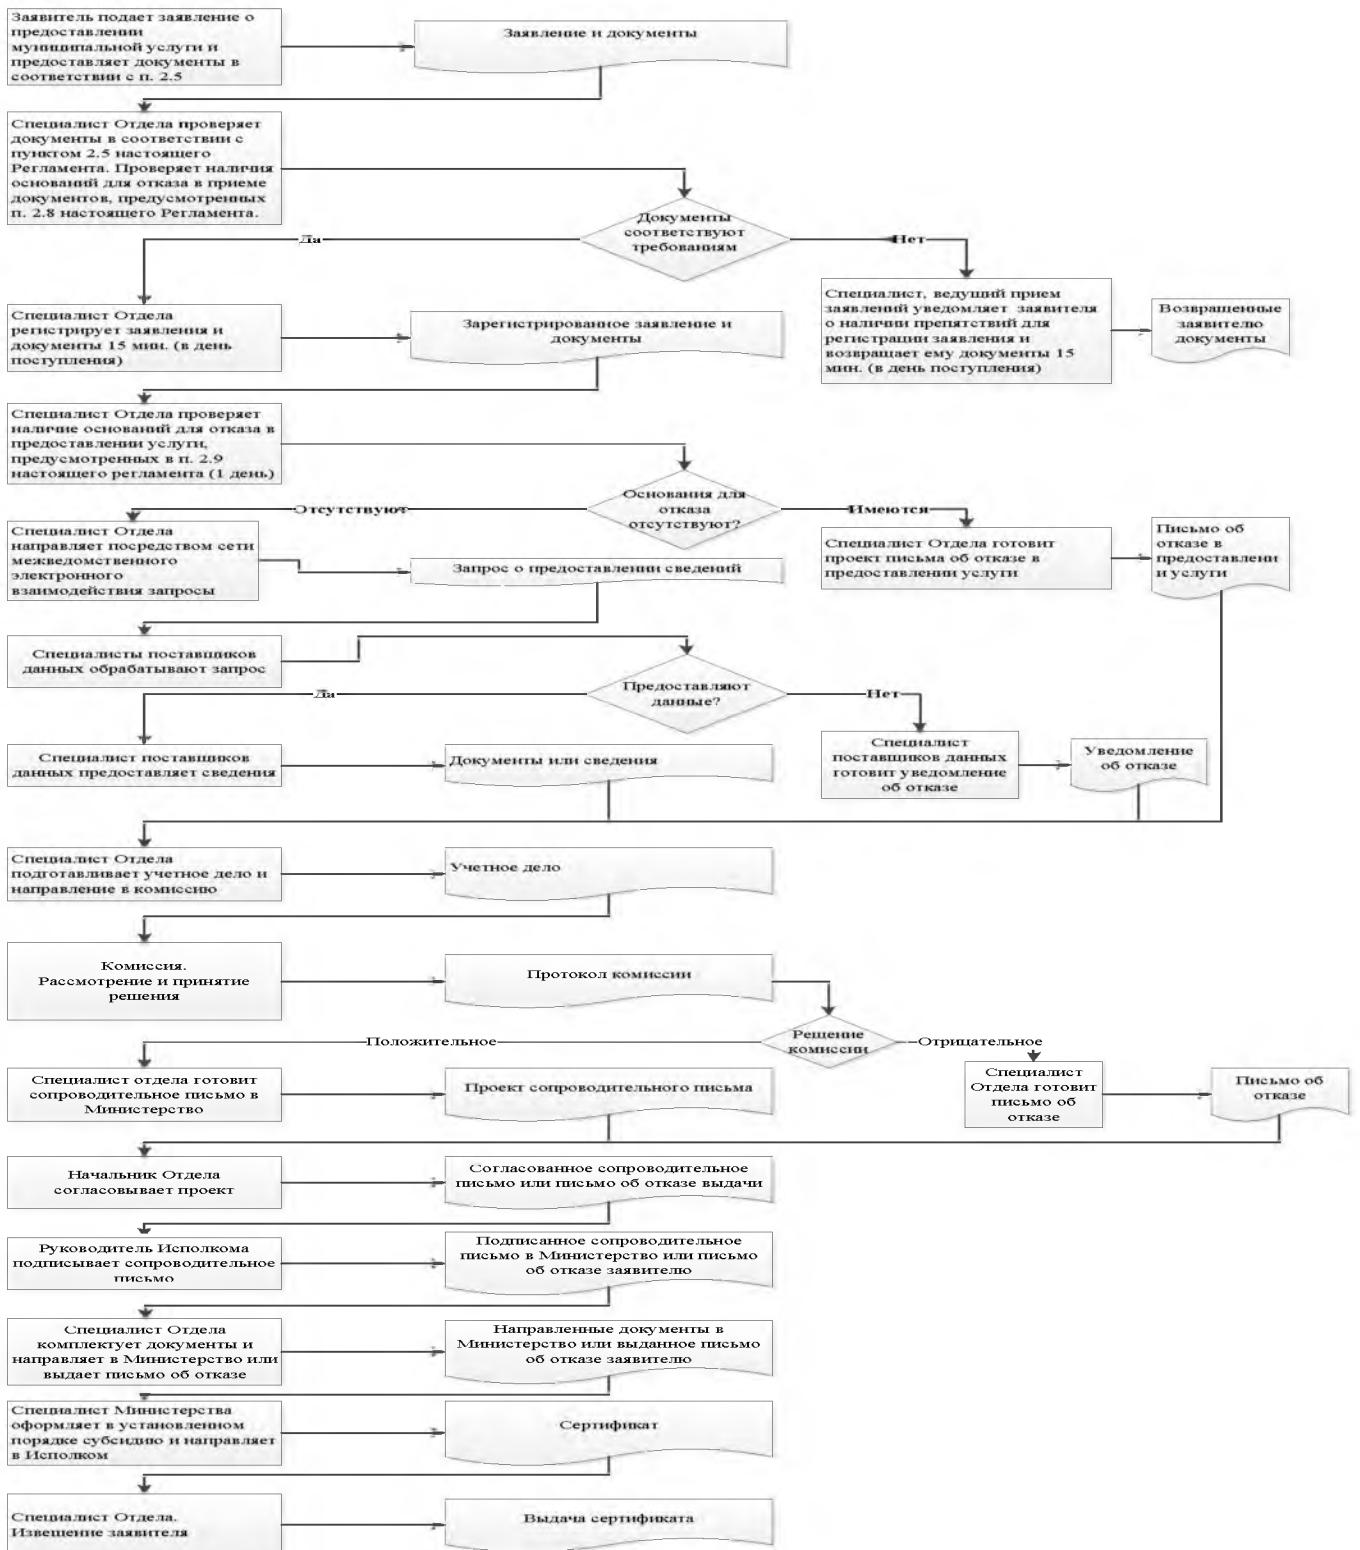 Заявитель подает заявление о
предоставлении
муниципальной услуги и
предоставляет документы в
соответствии с п. 2.5
Заявление и документы
Специалист Отдела проверяет
документы в соответствии с
пунктом 2.5 настоящего
Регламента. Проверяет наличия
оснований для отказа в приеме
документов, предусмотренных
п. 2.8 настоящего Регламента.
Документы
соответствуют
требованиям
Да
Нет
Специалист Отдела
регистрирует заявления и
документы 15 мин. (в день
поступления)
Зарегистрированное заявление и
документы
Специалист, ведущий прием
заявлений уведомляет заявителя
о наличии препятствий для
регистрации заявления и
возвращает ему документы 15
мин. (в день поступления)
Возвращенные
заявителю
документы
Специалист Отдела проверяет
наличие оснований для отказа в
предоставлении услуги,
предусмотренных в п. 2.9
настоящего регламента (1 день)
Основания для
отказа
отсутствуют?
Отсутствуют
Имеются
Специалист Отдела
направляет посредством сети
межведомственного
электронного
взаимодействия запросы
Запрос о предоставлении сведений
Специалист Отдела готовит
проект письма об отказе в
предоставлении услуги
Письмо об
отказе в
предоставлени
и услуги
Специалисты поставщиков
данных обрабатывают запрос
Предоставляют
данные?
Да
Нет
Специалист поставщиков
данных предоставляет сведения
Документы или сведения
Специалист
поставщиков данных
готовит уведомление
об отказе
Уведомление
об отказе
Специалист Отдела
подготавливает учетное дело и
направление в комиссию
Учетное дело
Комиссия.
Рассмотрение и принятие
решения
Протокол комиссии
Решение
комиссии
Положительное
Отрицательное
Специалист отдела готовит
сопроводительное письмо в
Министерство
Проект сопроводительного письма
Специалист
Отдела готовит
письмо об
отказе
Письмо об
отказе
Начальник Отдела
согласовывает проект
Согласованное сопроводительное
письмо или письмо об отказе выдачи
Руководитель Исполкома
подписывает сопроводительное
письмо
Подписанное сопроводительное
письмо в Министерство или письмо
об отказе заявителю
Специалист Отдела
комплектует документы и
направляет в Министерство или
выдает письмо об отказе
Направленные документы в
Министерство или выданное письмо
об отказе заявителю
Специалист Министерства
оформляет в установленном
порядке субсидию и направляет
в Исполком
Сертификат
Специалист Отдела.
Извещение заявителя
Выдача сертификата